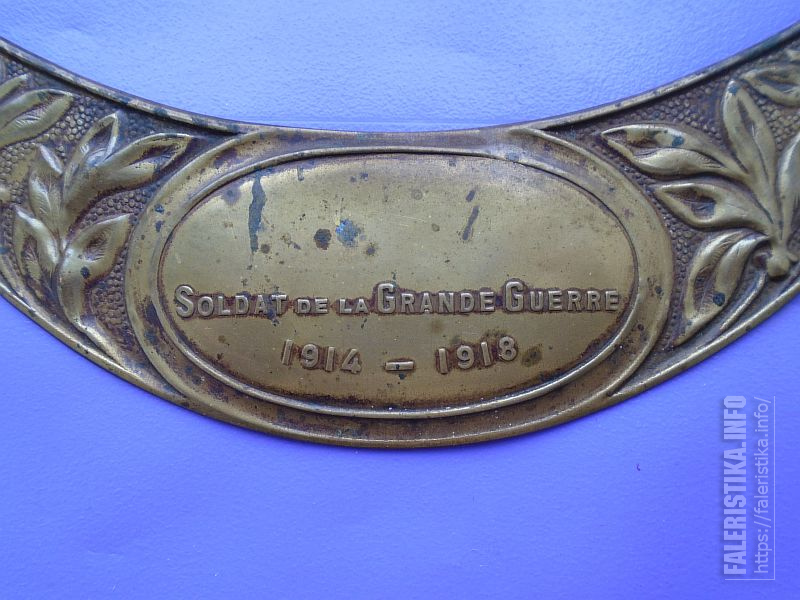 SOLDAT DE LA GRANDE GUERRE
1914 – 1918
FALERISTIKA.INFO
https://faleristika.info/